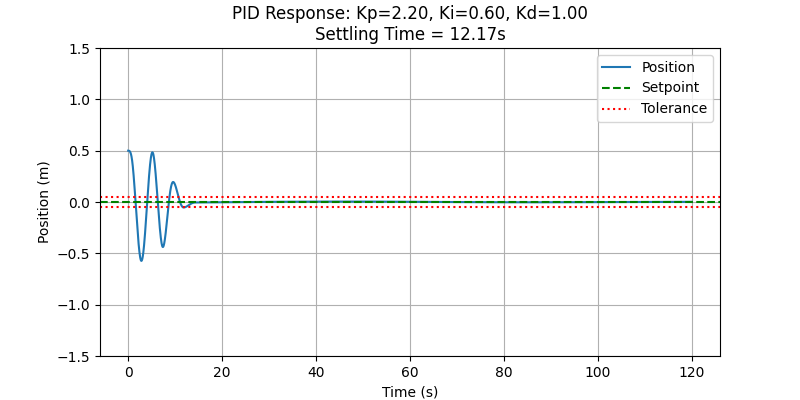 PID Response: Kp=2.20, Ki=0.60, Kd=1.00
Settling Time = 12.17s
Position
Setpoint
Tolerance
1.5
1.0
0.5
0.0
−0.5
−1.0
−1.5
Position (m)
0
20
40
60
80
100
120
Time (s)